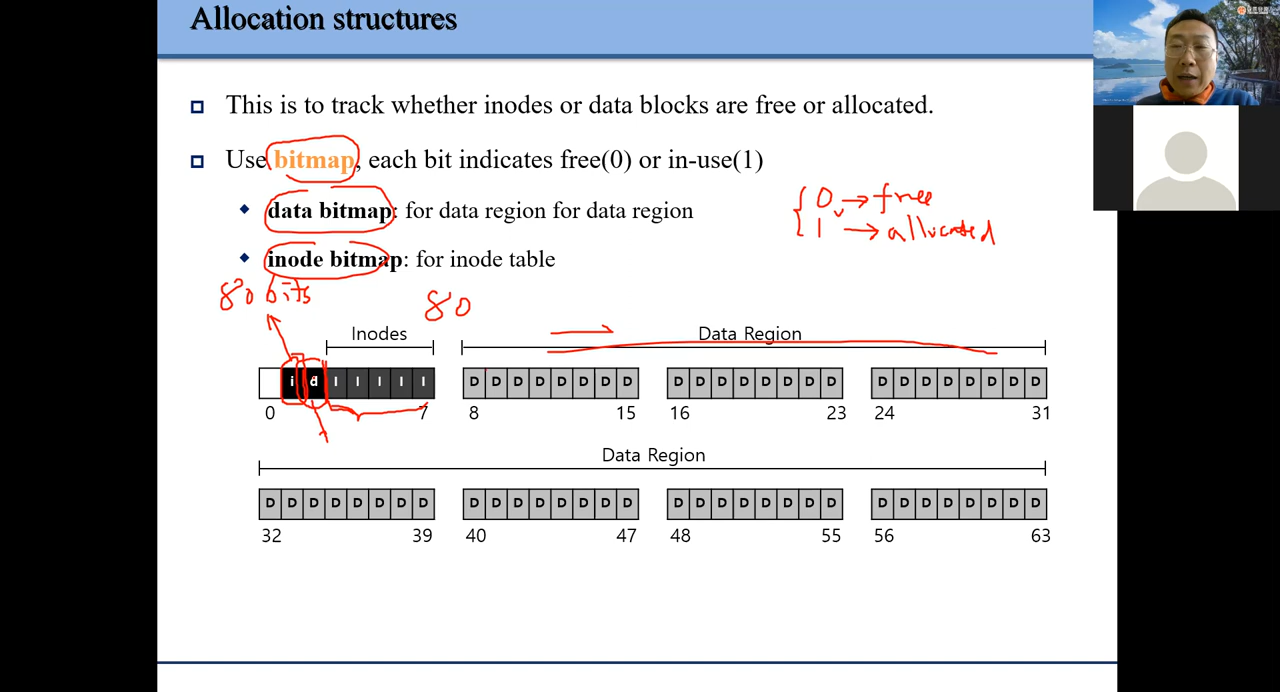 Allocation structures
This is to track whether inodes or data blocks are free or allocated.
Use bitmap, each bit indicates free(0) or in-use(1)
0 → free
data bitmap: for data region for data region
1 → allocated
inode bitmap: for inode table
80 bits
80
Inodes
Data Region
i d I I I I I D D D D D D D D D D D D D D D D D D D D D D D D
0 7 8 15 16 23 24 31
Data Region
D D D D D D D D D D D D D D D D D D D D D D D D D D D D D D D D
32 39 40 47 48 55 56 63